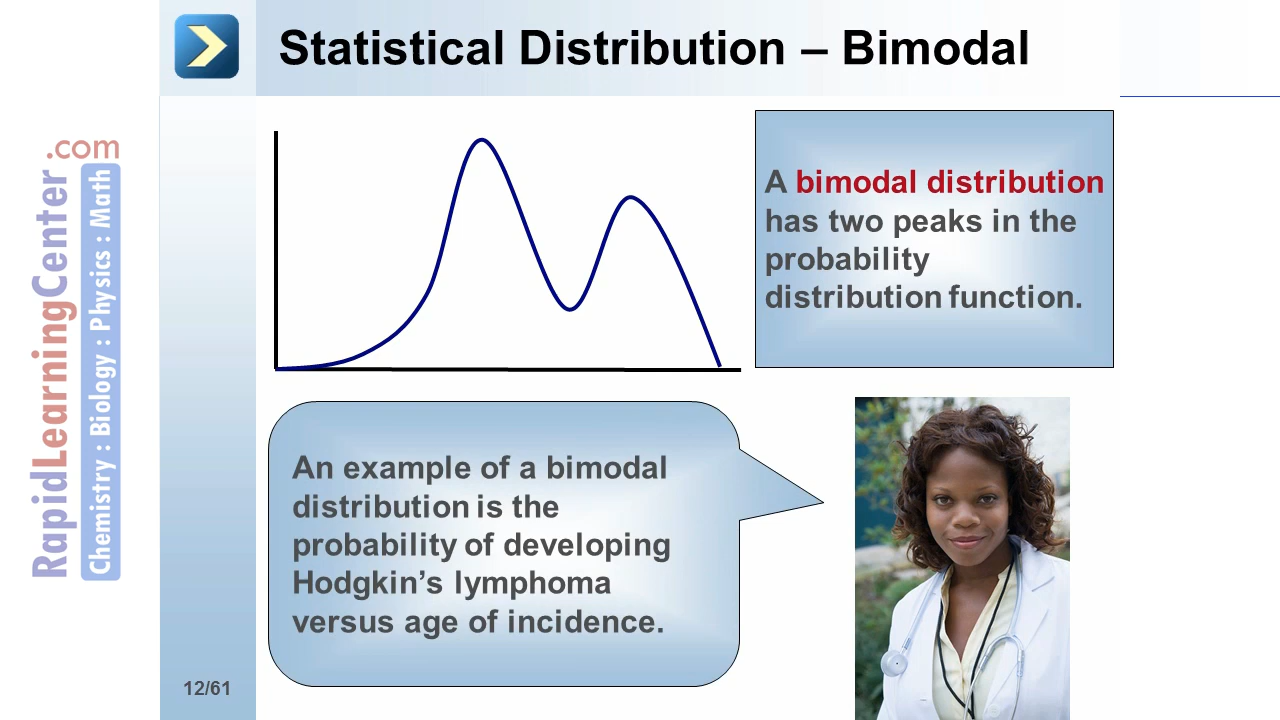 Statistical Distribution – Bimodal
RapidLearningCenter.com
Chemistry : Biology : Physics : Math
A bimodal distribution
has two peaks in the
probability
distribution function.
An example of a bimodal
distribution is the
probability of developing
Hodgkin’s lymphoma
versus age of incidence.
12/61